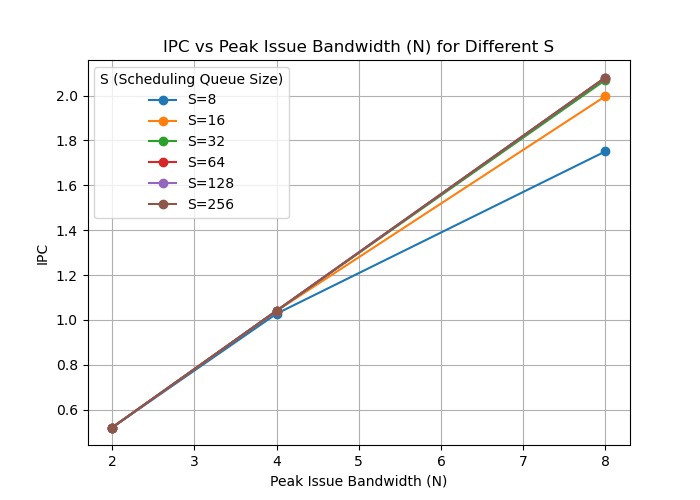 IPC vs Peak Issue Bandwidth (N) for Different S
S (Scheduling Queue Size)
S=8
S=16
S=32
S=64
S=128
S=256
IPC
2.0
1.8
1.6
1.4
1.2
1.0
0.8
0.6
2 3 4 5 6 7 8
Peak Issue Bandwidth (N)